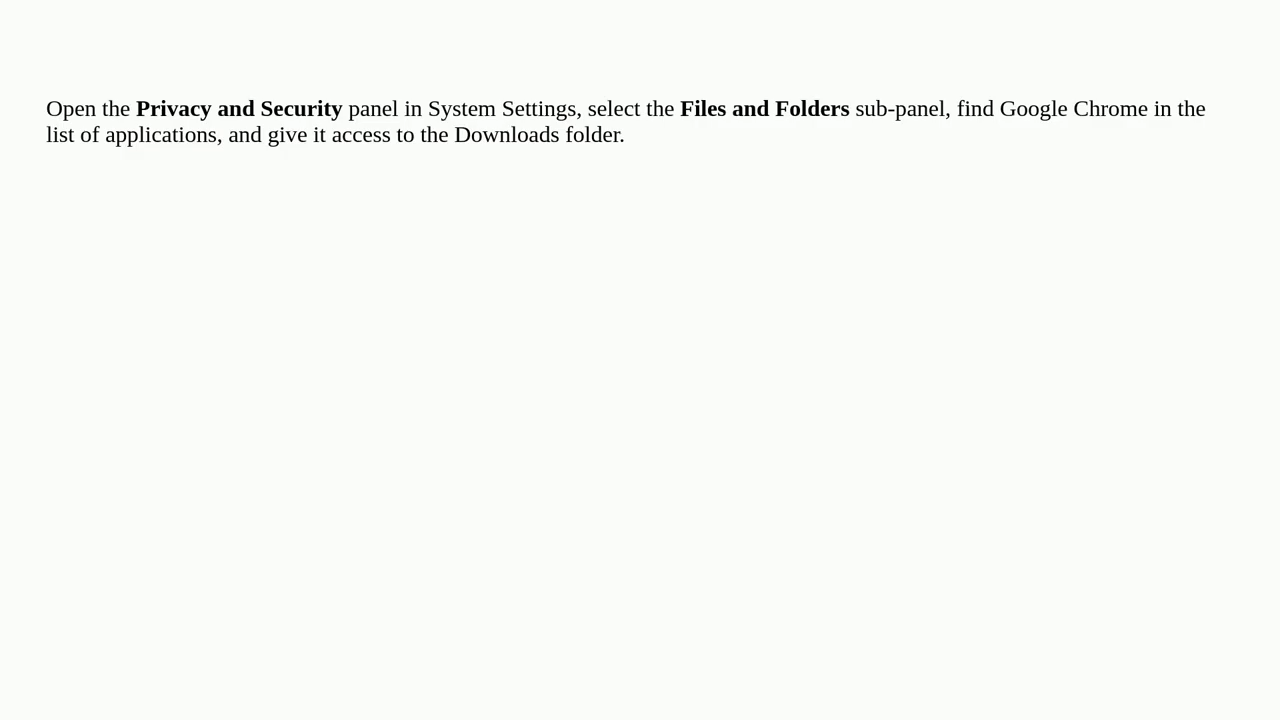 Open the Privacy and Security panel in System Settings, select the Files and Folders sub-panel, find Google Chrome in the
list of applications, and give it access to the Downloads folder.